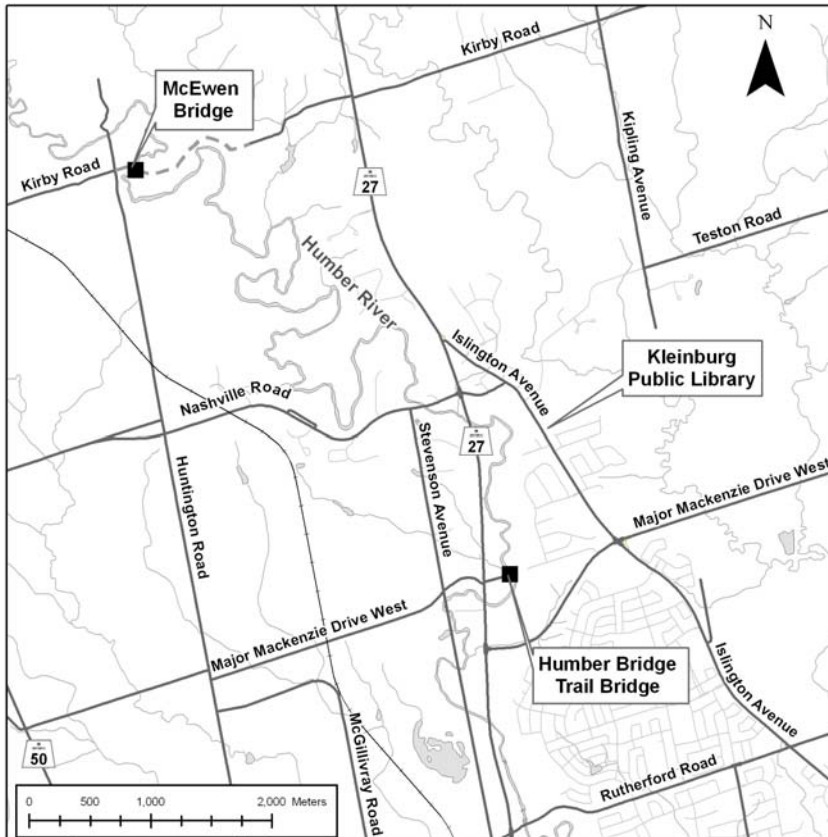 Kirby Road
N
McEwen
Bridge
Kipling Avenue
Kirby Road
27
Teston Road
Humber River
Islington Avenue
Kleinburg
Public Library
Nashville Road
27
Stevenson Avenue
Huntington Road
Major Mackenzie Drive West
Major Mackenzie Drive West
Humber Bridge
Trail Bridge
Islington Avenue
McGillivray Road
50
Rutherford Road
0 500 1,000 2,000 Meters